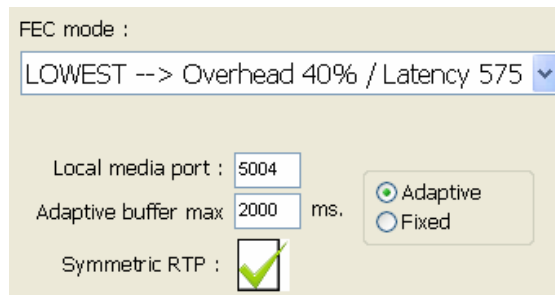 FEC mode :
LOWEST --> Overhead 40% / Latency 575
Local media port : 5004
Adaptive buffer max 2000 ms.
Adaptive
Fixed
Symmetric RTP :